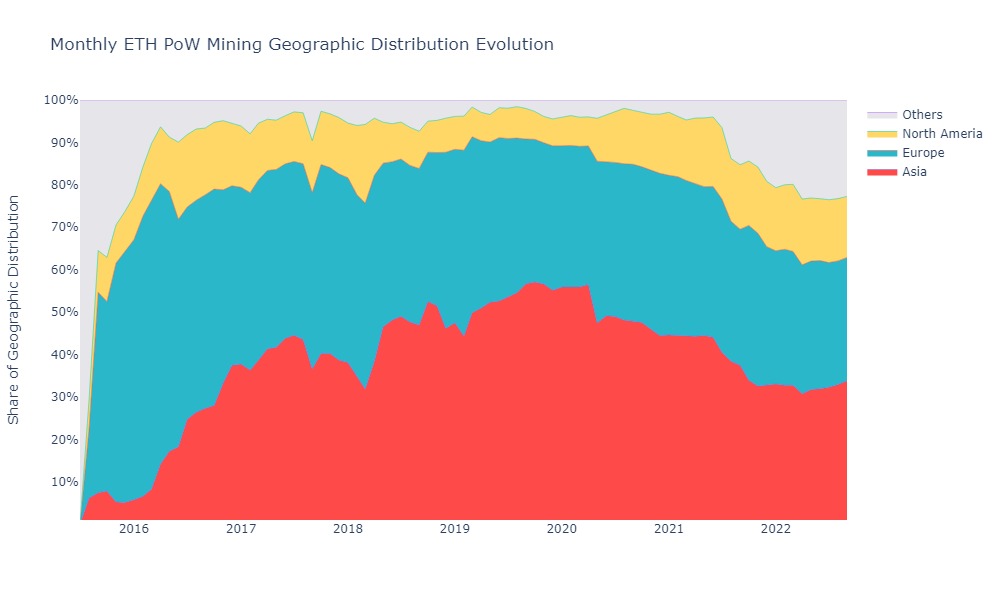 Monthly ETH PoW Mining Geographic Distribution Evolution
Share of Geographic Distribution
100%
90%
80%
70%
60%
50%
40%
30%
20%
10%
2016
2017
2018
2019
2020
2021
2022
Others
North Ameria
Europe
Asia